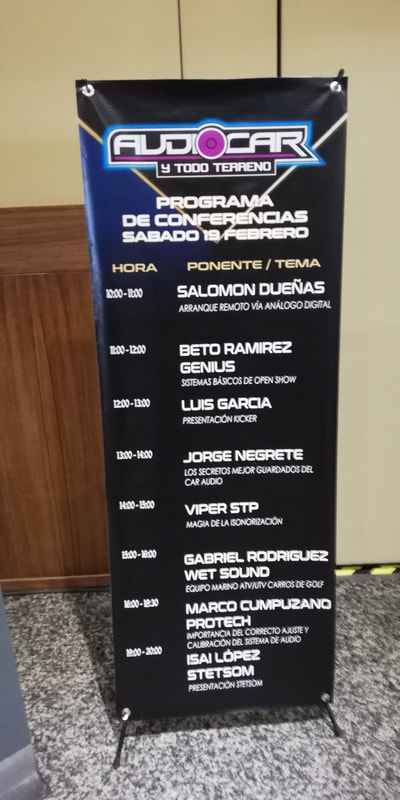 AUDIOCAR
Y TODO TERRENO
PROGRAMA
DE CONFERENCIAS
SABADO 19 FEBRERO
HORA PONENTE / TEMA
10:00 - 11:00 SALOMON DUEÑAS
ARRANQUE REMOTO VÍA ANÁLOGO DIGITAL
11:00 - 12:00 BETO RAMIREZ
GENIUS
SISTEMAS BÁSICOS DE OPEN SHOW
12:00 - 13:00 LUIS GARCIA
PRESENTACIÓN KICKER
13:00 - 14:00 JORGE NEGRETE
LOS SECRETOS MEJOR GUARDADOS DEL
CAR AUDIO
14:00 - 15:00 VIPER STP
MAGIA DE LA ISONORIZACIÓN
15:00 - 16:00 GABRIEL RODRIGUEZ
WET SOUND
EQUIPO MARINO ATV/UTV CARROS DE GOLF
16:00 - 18:30 MARCO CUMPUZANO
PROTECH
IMPORTANCIA DEL CORRECTO AJUSTE Y
CALIBRACIÓN DEL SISTEMA DE AUDIO
19:00 - 20:00 ISAI LÓPEZ
STETSOM
PRESENTACIÓN STETSOM